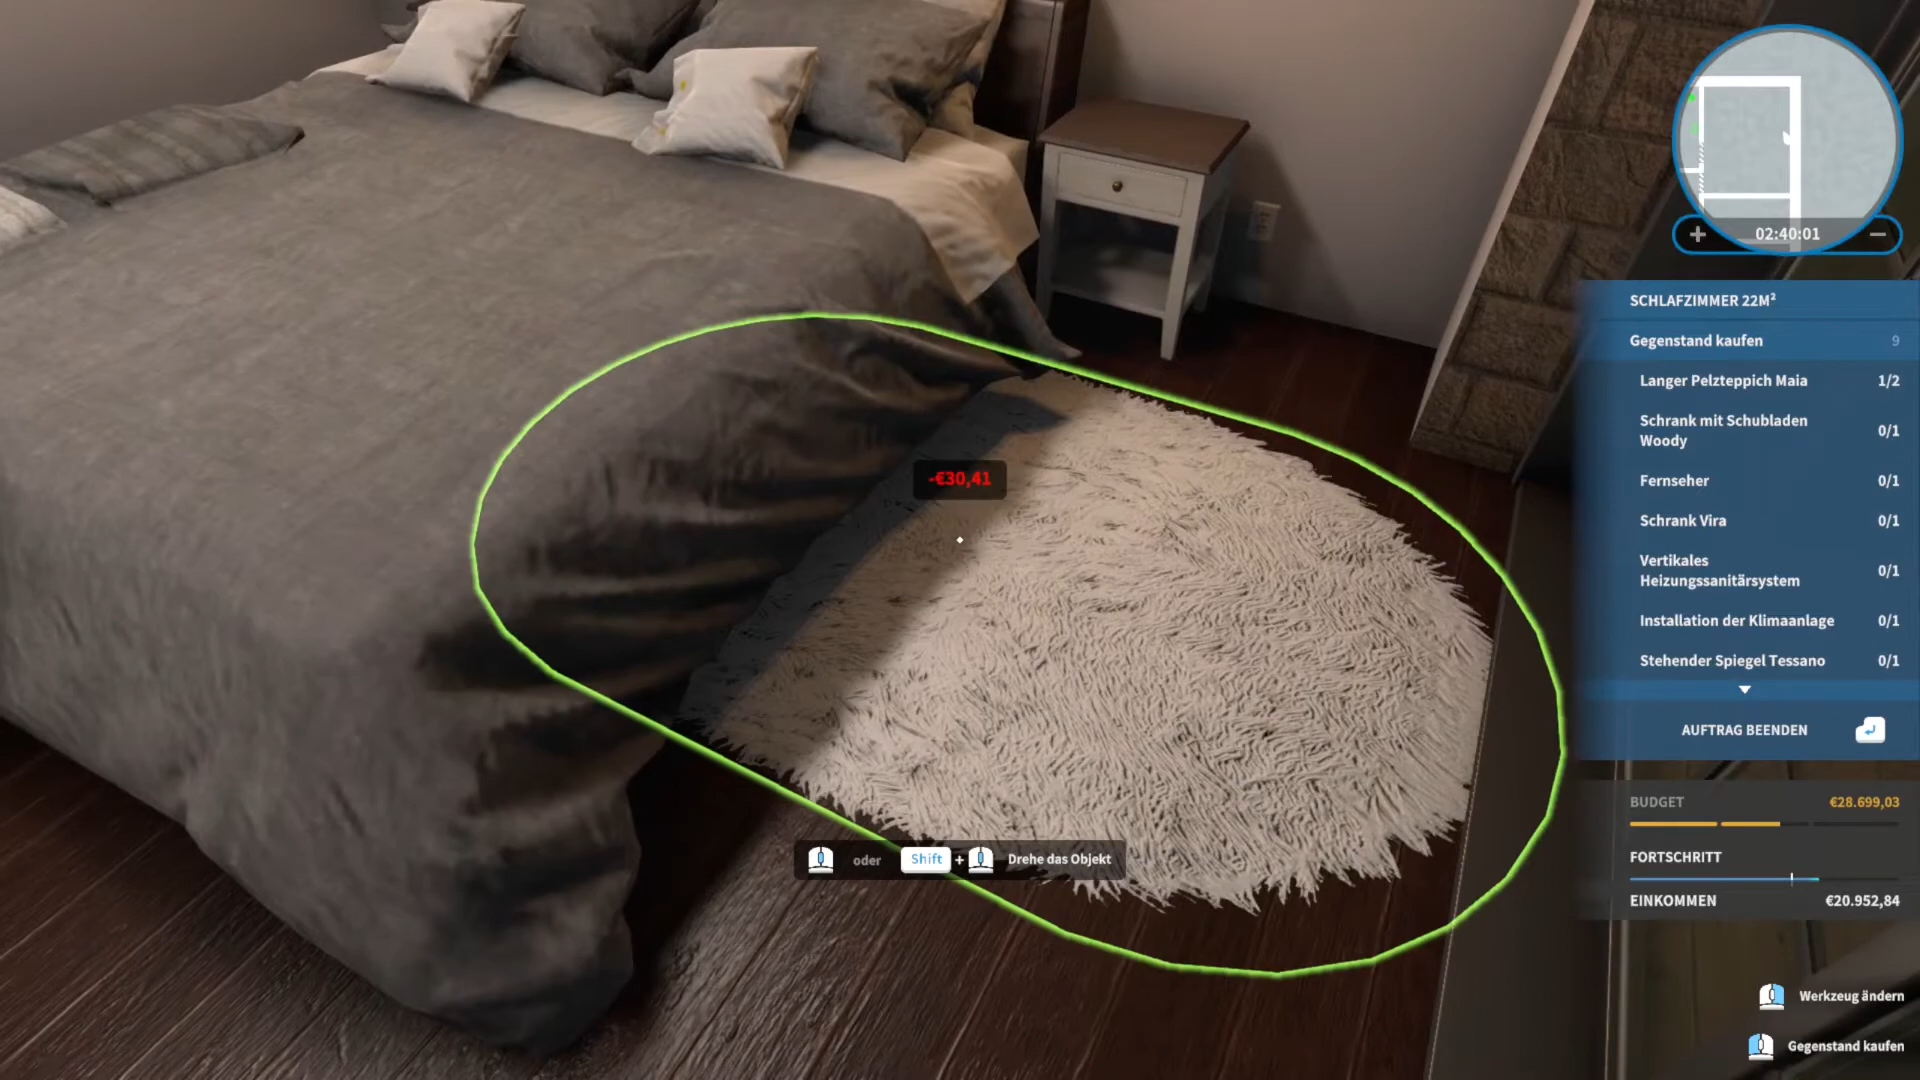 02:40:01
SCHLAFZIMMER 22M²
Gegenstand kaufen 9
Langer Pelzteppich Maia 1/2
Schrank mit Schubladen
Woody 0/1
Fernseher 0/1
Schrank Vira 0/1
Vertikales
Heizungssanitärsystem 0/1
Installation der Klimaanlage 0/1
Stehender Spiegel Tessano 0/1
AUFTRAG BEENDEN
-€30,41
BUDGET €28.699,03
FORTSCHRITT
EINKOMMEN €20.952,84
oder Shift + Drehe das Objekt
Werkzeug ändern
Gegenstand kaufen